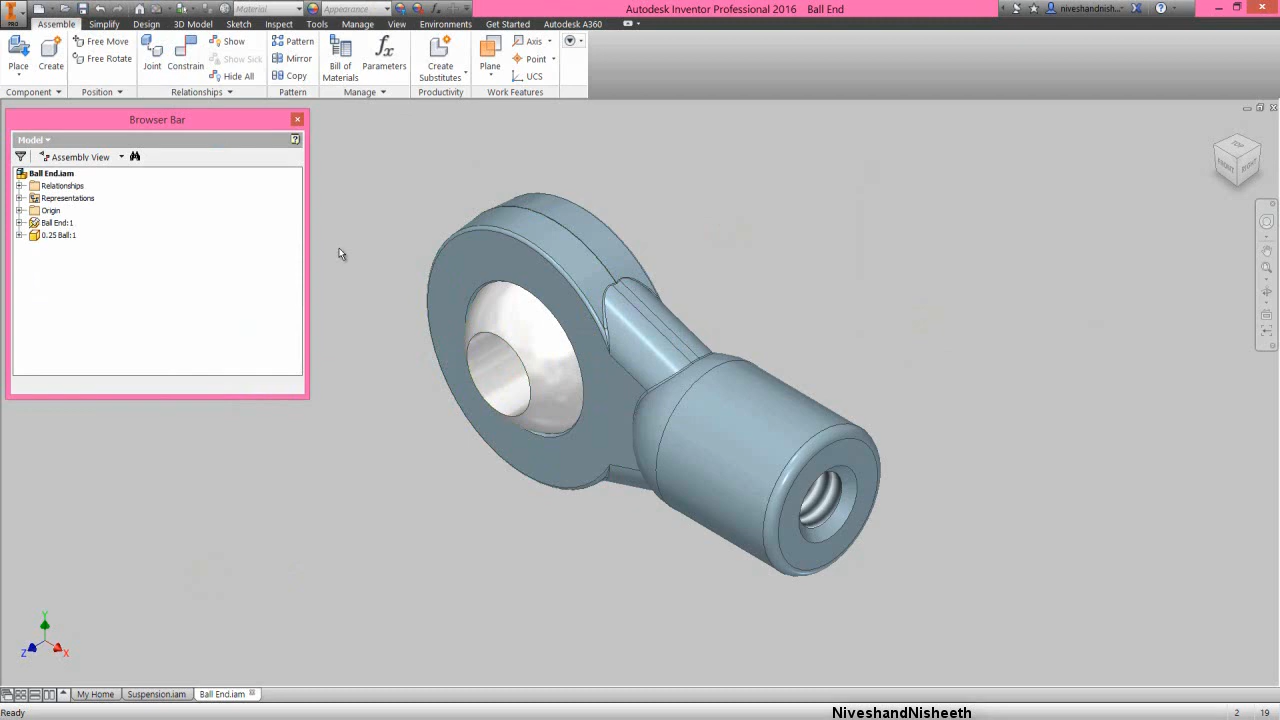 Material
Appearance
Autodesk Inventor Professional 2016 Ball End
niveshandnish...
PRO
Assemble Simplify Design 3D Model Sketch Inspect Tools Manage View Environments Get Started Autodesk A360
Place
Create
Free Move
Free Rotate
Joint
Constrain
Show
Show Sick
Hide All
Pattern
Mirror
Copy
Bill of
Materials
Parameters
Create
Substitutes
Plane
Axis
Point
UCS
Component Position Relationships Pattern Manage Productivity Work Features
Browser Bar
Model
Assembly View
Ball End.iam
Relationships
Representations
Origin
Ball End:1
0.25 Ball:1
TOP
FRONT
RIGHT
Y
Z
X
My Home Suspension.iam Ball End.iam
Ready
NiveshandNisheeth
2 19